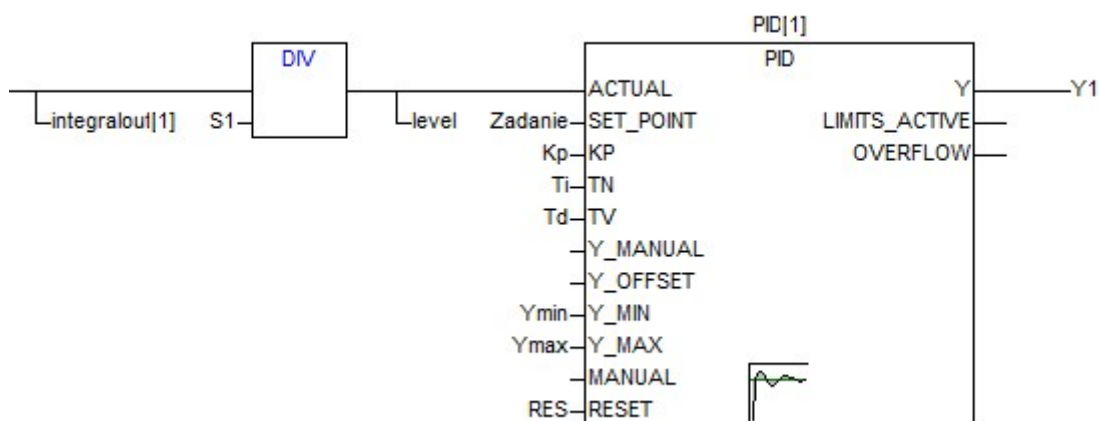 PID[1]
DIV PID
ACTUAL Y Y1
integralout[1] S1 level Zadanie SET_POINT LIMITS_ACTIVE
Kp KP OVERFLOW
Ti TN
Td TV
Y_MANUAL
Y_OFFSET
Ymin Y_MIN
Ymax Y_MAX
MANUAL
RES RESET